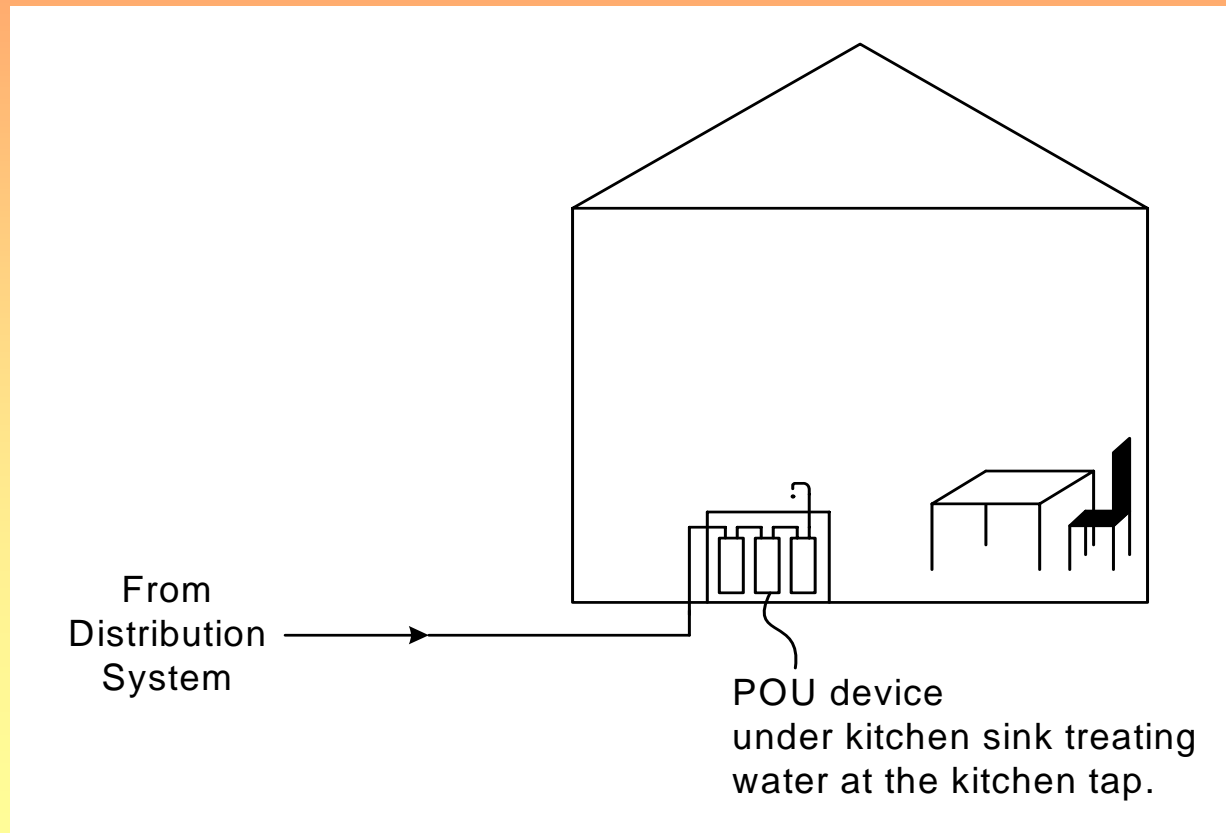 From
Distribution
System
POU device
under kitchen sink treating
water at the kitchen tap.